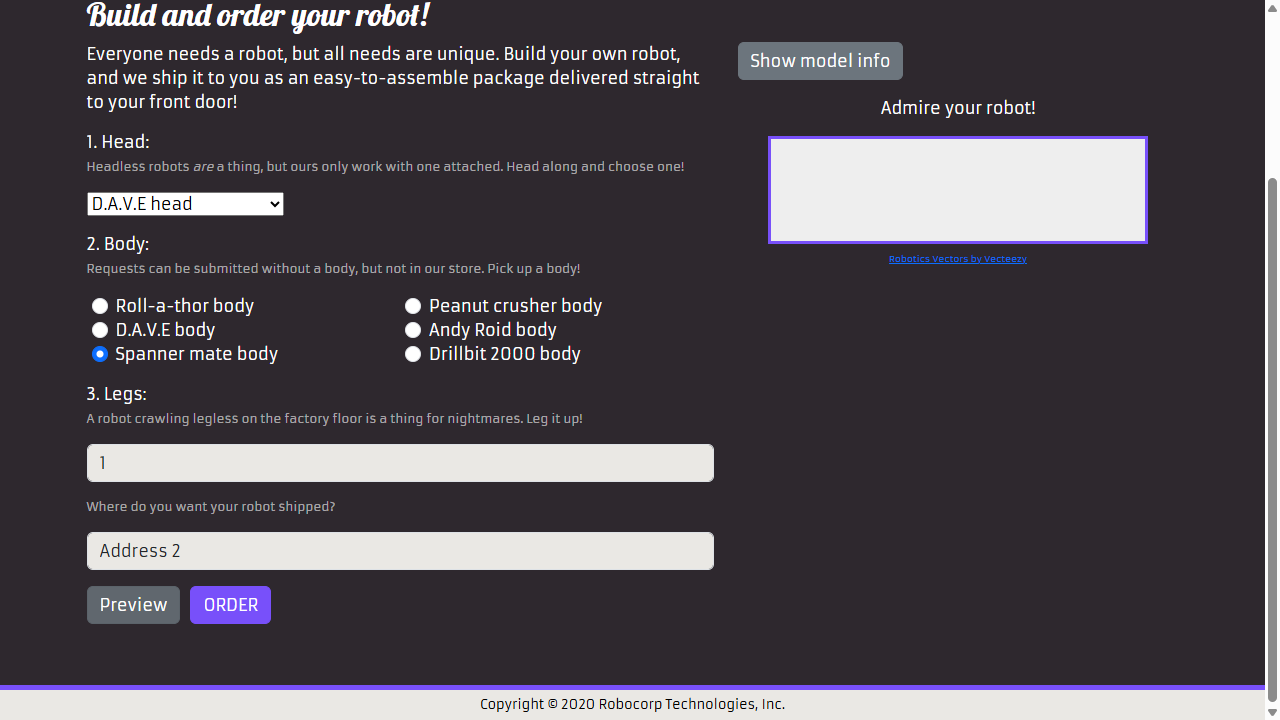 Build and order your robot!
Everyone needs a robot, but all needs are unique. Build your own robot,
and we ship it to you as an easy-to-assemble package delivered straight
to your front door!
1. Head:
Headless robots are a thing, but ours only work with one attached. Head along and choose one!
D.A.V.E head
2. Body:
Requests can be submitted without a body, but not in our store. Pick up a body!
Roll-a-thor body
Peanut crusher body
D.A.V.E body
Andy Roid body
Spanner mate body
Drillbit 2000 body
3. Legs:
A robot crawling legless on the factory floor is a thing for nightmares. Leg it up!
1
Where do you want your robot shipped?
Address 2
Preview
ORDER
Show model info
Admire your robot!
Robotics Vectors by Vecteezy
Copyright © 2020 Robocorp Technologies, Inc.